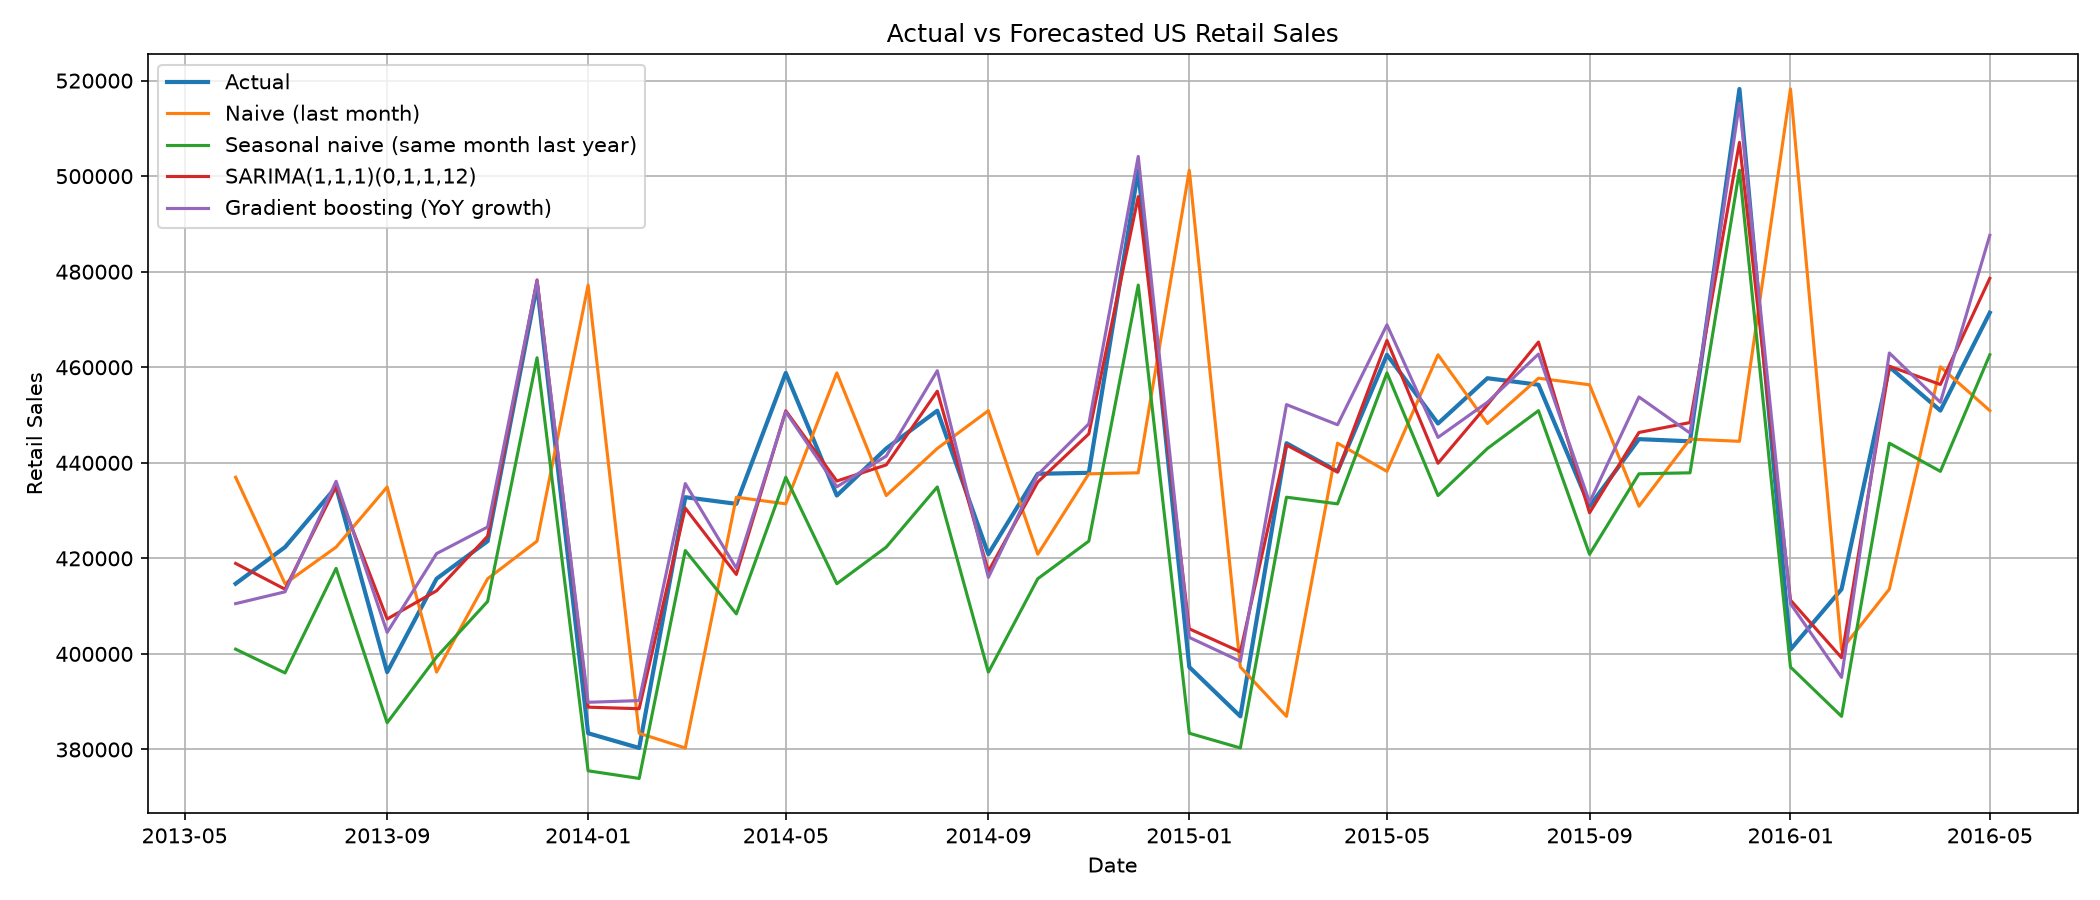 Actual vs Forecasted US Retail Sales
Actual
Naive (last month)
Seasonal naive (same month last year)
SARIMA(1,1,1)(0,1,1,12)
Gradient boosting (YoY growth)
Retail Sales
520000
500000
480000
460000
440000
420000
400000
380000
2013-05 2013-09 2014-01 2014-05 2014-09 2015-01 2015-05 2015-09 2016-01 2016-05
Date